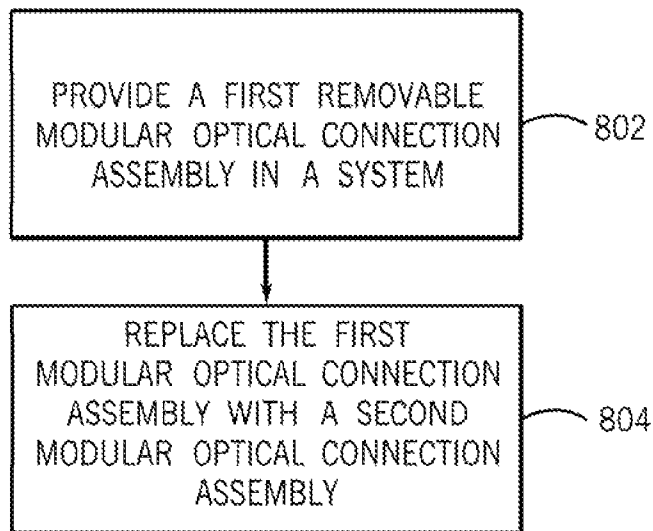 PROVIDE A FIRST REMOVABLE
MODULAR OPTICAL CONNECTION
ASSEMBLY IN A SYSTEM
802
REPLACE THE FIRST
MODULAR OPTICAL CONNECTION
ASSEMBLY WITH A SECOND
MODULAR OPTICAL CONNECTION
ASSEMBLY
804